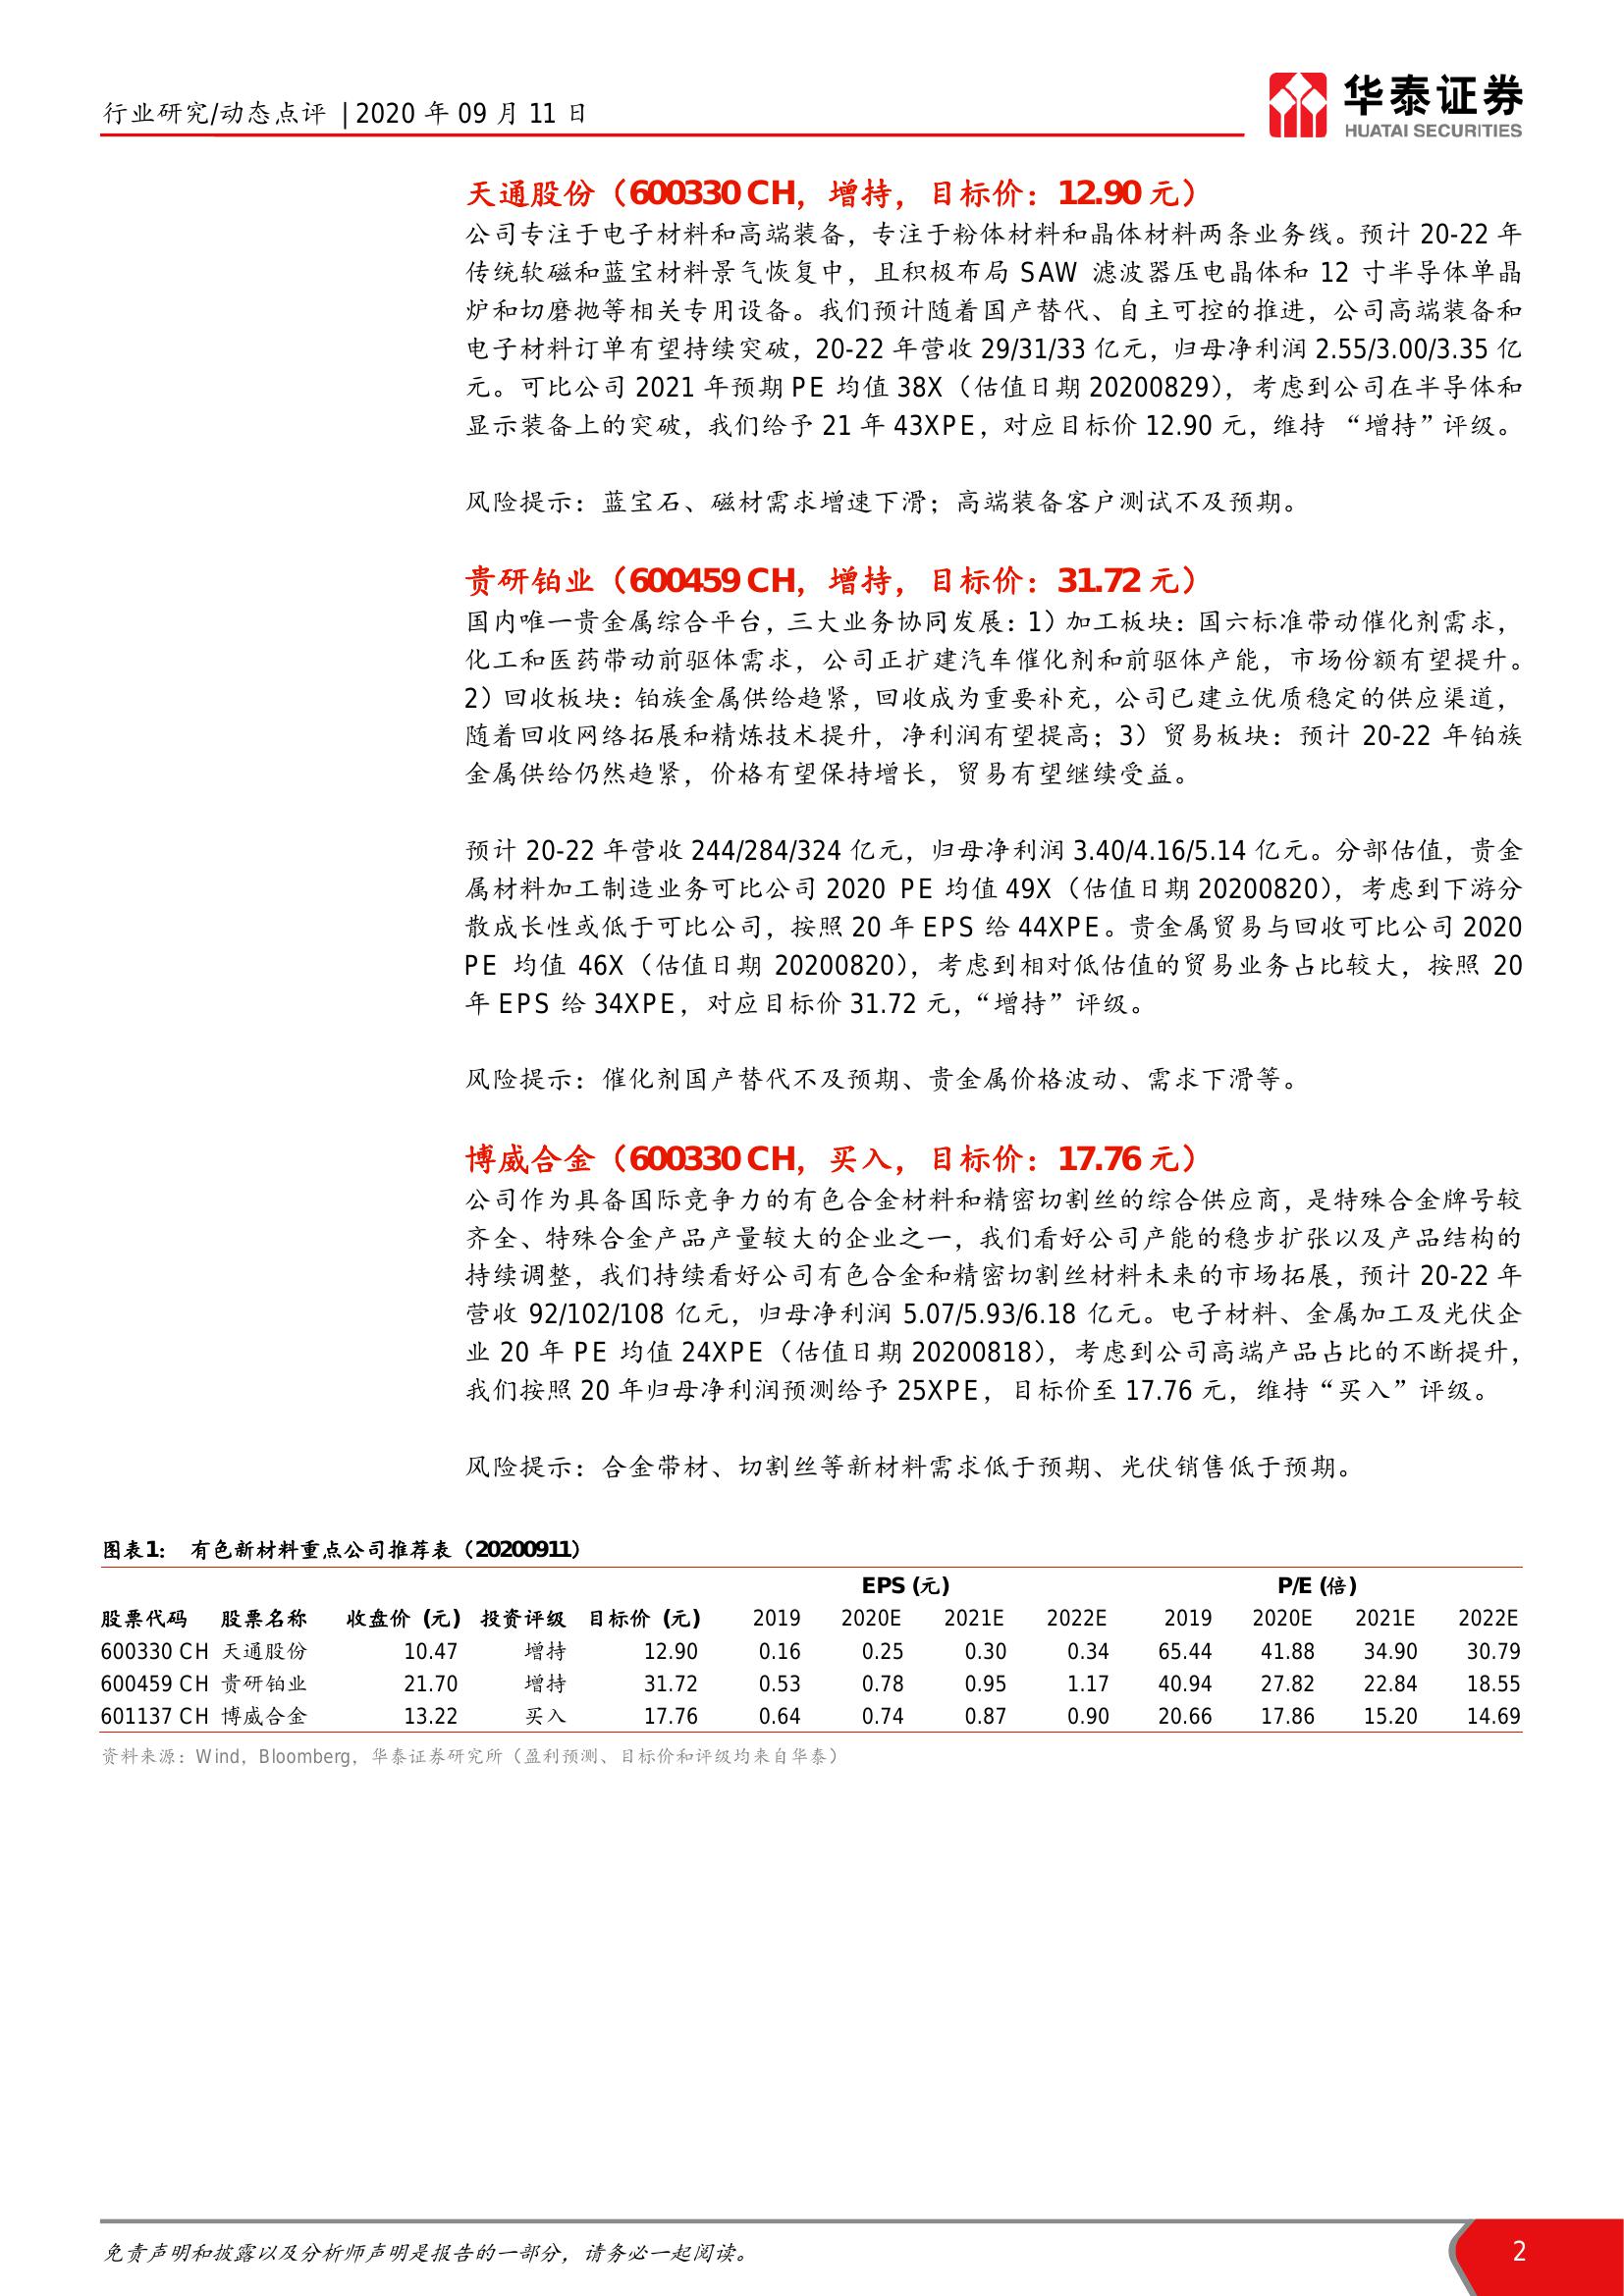 行业研究/动态点评 | 2020 年 09 月 11 日
华泰证券
HUATAI SECURITIES
天通股份（600330 CH，增持，目标价：12.90 元）
公司专注于电子材料和高端装备，专注于粉体材料和晶体材料两条业务线。预计 20-22 年
传统软磁和蓝宝材料景气恢复中，且积极布局 SAW 滤波器压电晶体和 12 寸半导体单晶
炉和切磨抛等相关专用设备。我们预计随着国产替代、自主可控的推进，公司高端装备和
电子材料订单有望持续突破，20-22 年营收 29/31/33 亿元，归母净利润 2.55/3.00/3.35 亿
元。可比公司 2021 年预期 PE 均值 38X（估值日期 20200829），考虑到公司在半导体和
显示装备上的突破，我们给予 21 年 43XPE，对应目标价 12.90 元，维持 “增持”评级。
风险提示：蓝宝石、磁材需求增速下滑；高端装备客户测试不及预期。
贵研铂业（600459 CH，增持，目标价：31.72 元）
国内唯一贵金属综合平台，三大业务协同发展：1）加工板块：国六标准带动催化剂需求，
化工和医药带动前驱体需求，公司正扩建汽车催化剂和前驱体产能，市场份额有望提升。
2）回收板块：铂族金属供给趋紧，回收成为重要补充，公司已建立优质稳定的供应渠道，
随着回收网络拓展和精炼技术提升，净利润有望提高；3）贸易板块：预计 20-22 年铂族
金属供给仍然趋紧，价格有望保持增长，贸易有望继续受益。
预计 20-22 年营收 244/284/324 亿元，归母净利润 3.40/4.16/5.14 亿元。分部估值，贵金
属材料加工制造业务可比公司 2020 PE 均值 49X（估值日期 20200820），考虑到下游分
散成长性或低于可比公司，按照 20 年 EPS 给 44XPE。贵金属贸易与回收可比公司 2020
PE 均值 46X（估值日期 20200820），考虑到相对低估值的贸易业务占比较大，按照 20
年 EPS 给 34XPE，对应目标价 31.72 元，“增持”评级。
风险提示：催化剂国产替代不及预期、贵金属价格波动、需求下滑等。
博威合金（600330 CH，买入，目标价：17.76 元）
公司作为具备国际竞争力的有色合金材料和精密切割丝的综合供应商，是特殊合金牌号较
齐全、特殊合金产品产量较大的企业之一，我们看好公司产能的稳步扩张以及产品结构的
持续调整，我们持续看好公司有色合金和精密切割丝材料未来的市场拓展，预计 20-22 年
营收 92/102/108 亿元，归母净利润 5.07/5.93/6.18 亿元。电子材料、金属加工及光伏企
业 20 年 PE 均值 24XPE（估值日期 20200818），考虑到公司高端产品占比的不断提升，
我们按照 20 年归母净利润预测给予 25XPE，目标价至 17.76 元，维持“买入”评级。
风险提示：合金带材、切割丝等新材料需求低于预期、光伏销售低于预期。
图表1： 有色新材料重点公司推荐表（20200911）
EPS (元) P/E (倍)
股票代码 股票名称 收盘价 (元) 投资评级 目标价 (元) 2019 2020E 2021E 2022E 2019 2020E 2021E 2022E
600330 CH 天通股份 10.47 增持 12.90 0.16 0.25 0.30 0.34 65.44 41.88 34.90 30.79
600459 CH 贵研铂业 21.70 增持 31.72 0.53 0.78 0.95 1.17 40.94 27.82 22.84 18.55
601137 CH 博威合金 13.22 买入 17.76 0.64 0.74 0.87 0.90 20.66 17.86 15.20 14.69
资料来源：Wind，Bloomberg，华泰证券研究所（盈利预测、目标价和评级均来自华泰）
免责声明和披露以及分析师声明是报告的一部分，请务必一起阅读。
2